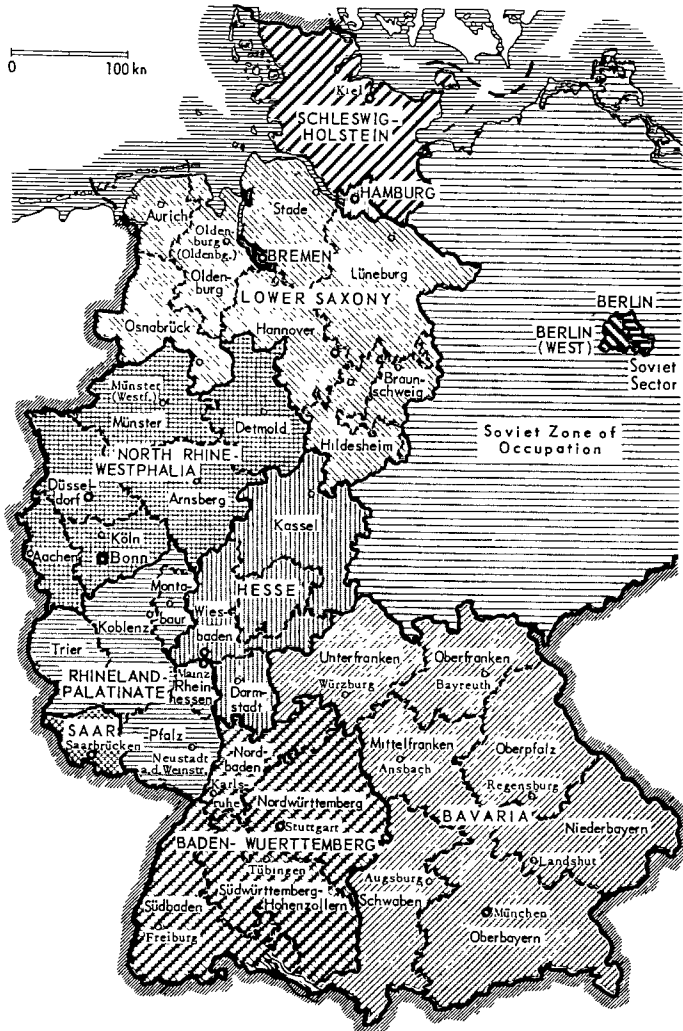 0
100 km
Kiel
SCHLESWIG-
HOLSTEIN
HAMBURG
Aurich
Stade
Olden-
burg
(Oldenbg.)
BREMEN
Lüneburg
Olden-
burg
LOWER SAXONY
BERLIN
BERLIN
(WEST)
Soviet
Sector
Osnabrück
Hannover
Braun-
schweig
Münster
(Westf.)
Münster
Detmold
Hildesheim
Soviet Zone of
Occupation
NORTH RHINE-
WESTPHALIA
Düssel-
dorf
Arnsberg
Kassel
Köln
Aachen
Bonn
Monta-
baur
HESSE
Wies-
baden
Koblenz
Trier
RHINELAND-
PALATINATE
Mainz
Rhein-
hessen
Darm-
stadt
Unterfranken
Würzburg
Oberfranken
Bayreuth
SAAR
Saarbrücken
Pfalz
Neustadt
a.d. Weinstr.
Nord-
baden
Karls-
ruhe
Mittelfranken
Ansbach
Oberpfalz
Regensburg
Nordwürttemberg
Stuttgart
BAVARIA
Niederbayern
BADEN-WUERTTEMBERG
Tübingen
Landshut
Augsburg
Schwaben
Südwürttemberg-
Hohenzollern
Südbaden
Freiburg
München
Oberbayern